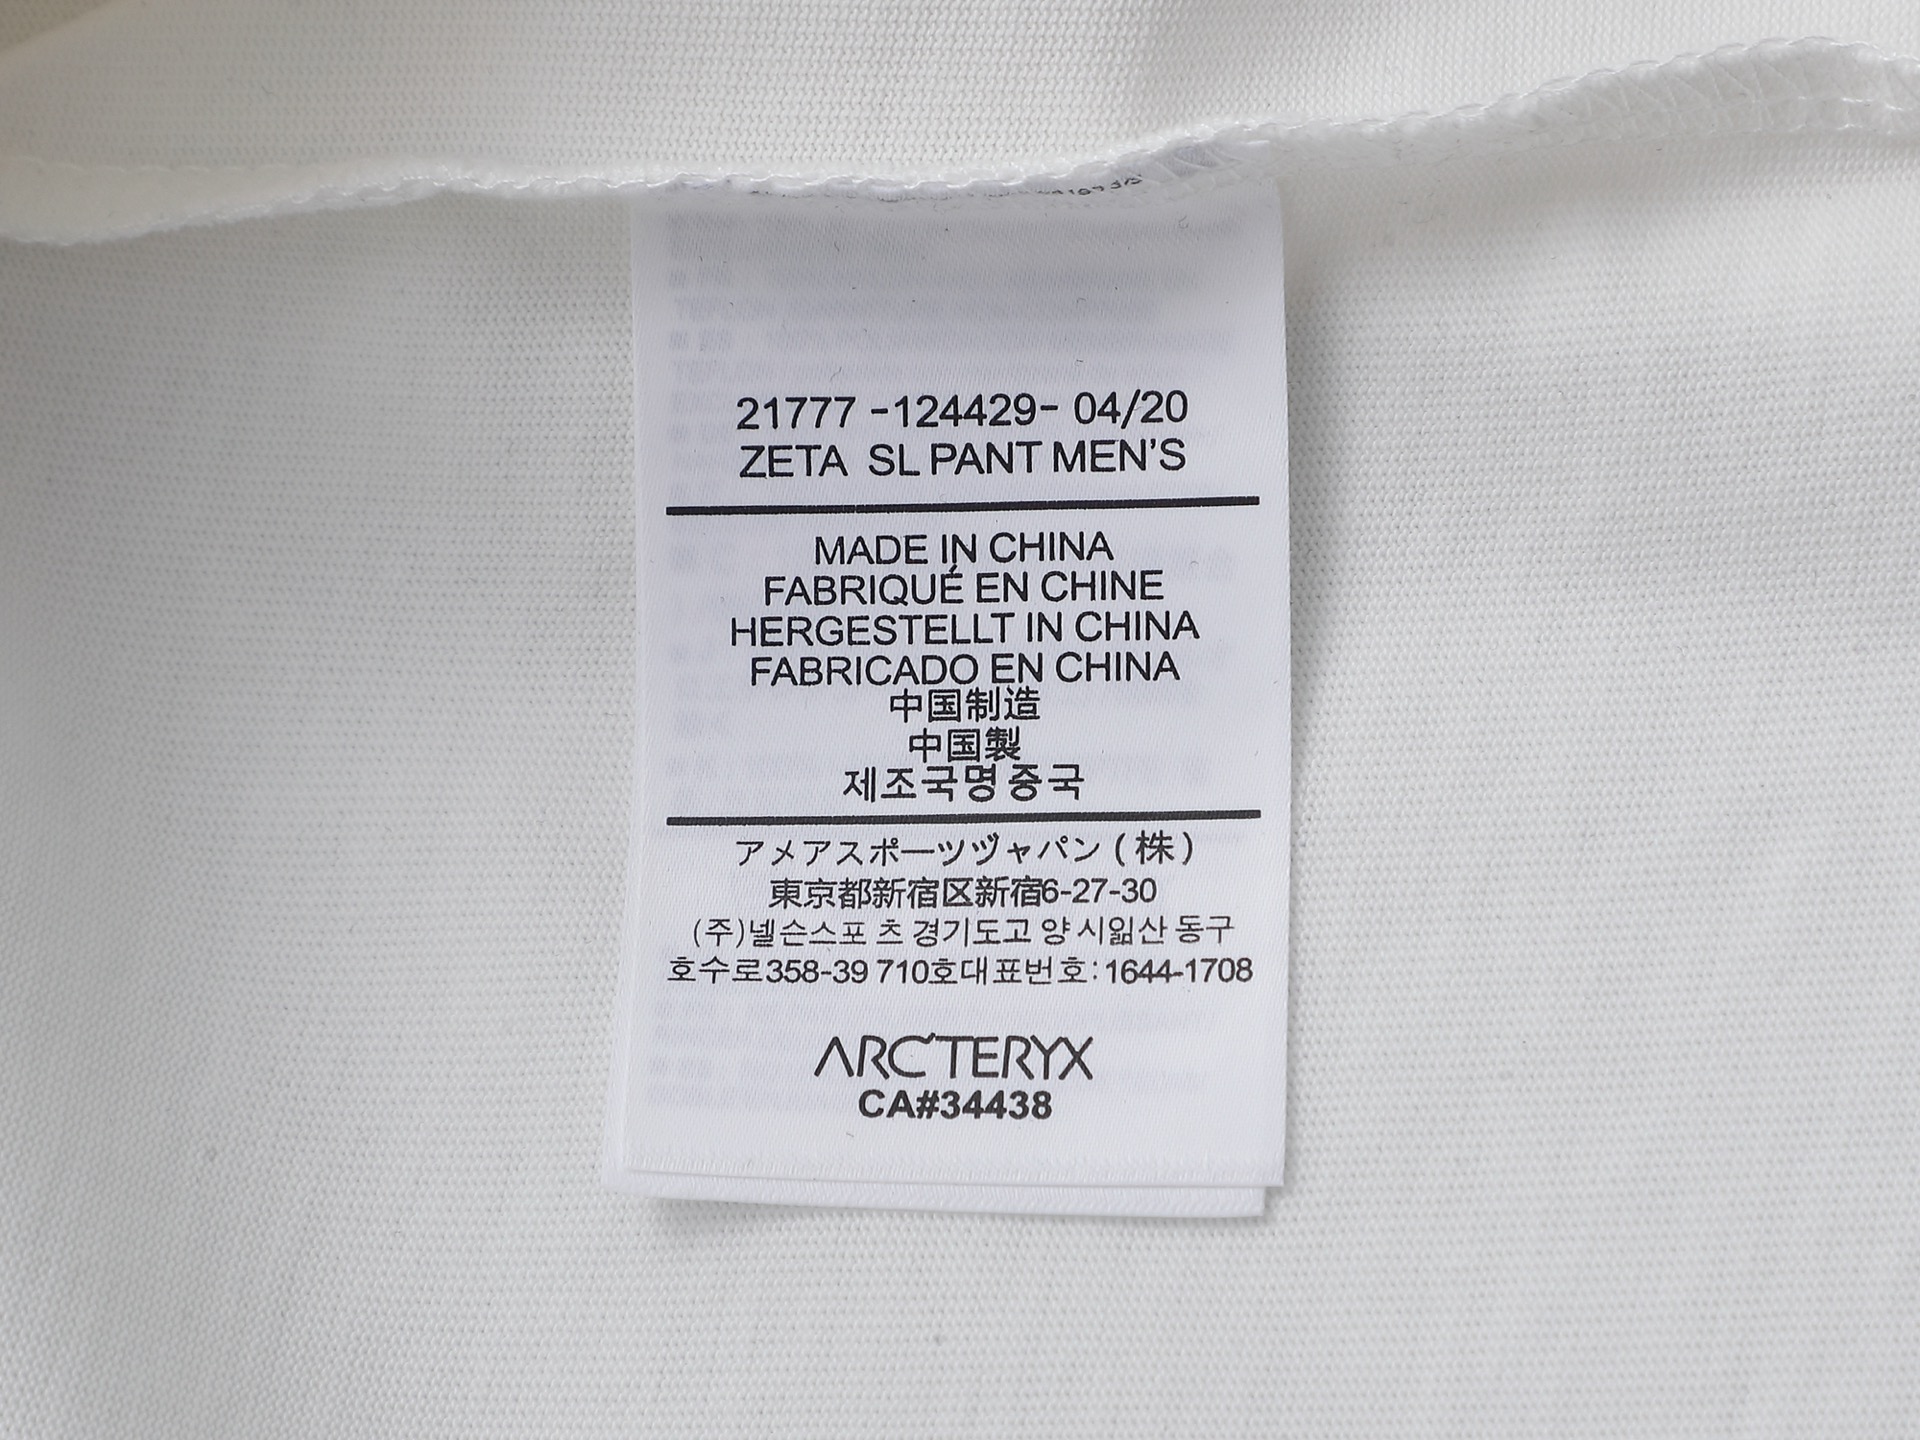 21777 -124429- 04/20
ZETA SL PANT MEN'S
MADE IN CHINA
FABRIQUÉ EN CHINE
HERGESTELLT IN CHINA
FABRICADO EN CHINA
中国制造
中国製
제조국명 중국
アメアスポーツヅャパン (株)
東京都新宿区新宿6-27-30
(주)넬슨스포 츠 경기도고 양 시읿산 동구
호수로358-39 710호대표번호: 1644-1708
ARC'TERYX
CA#34438